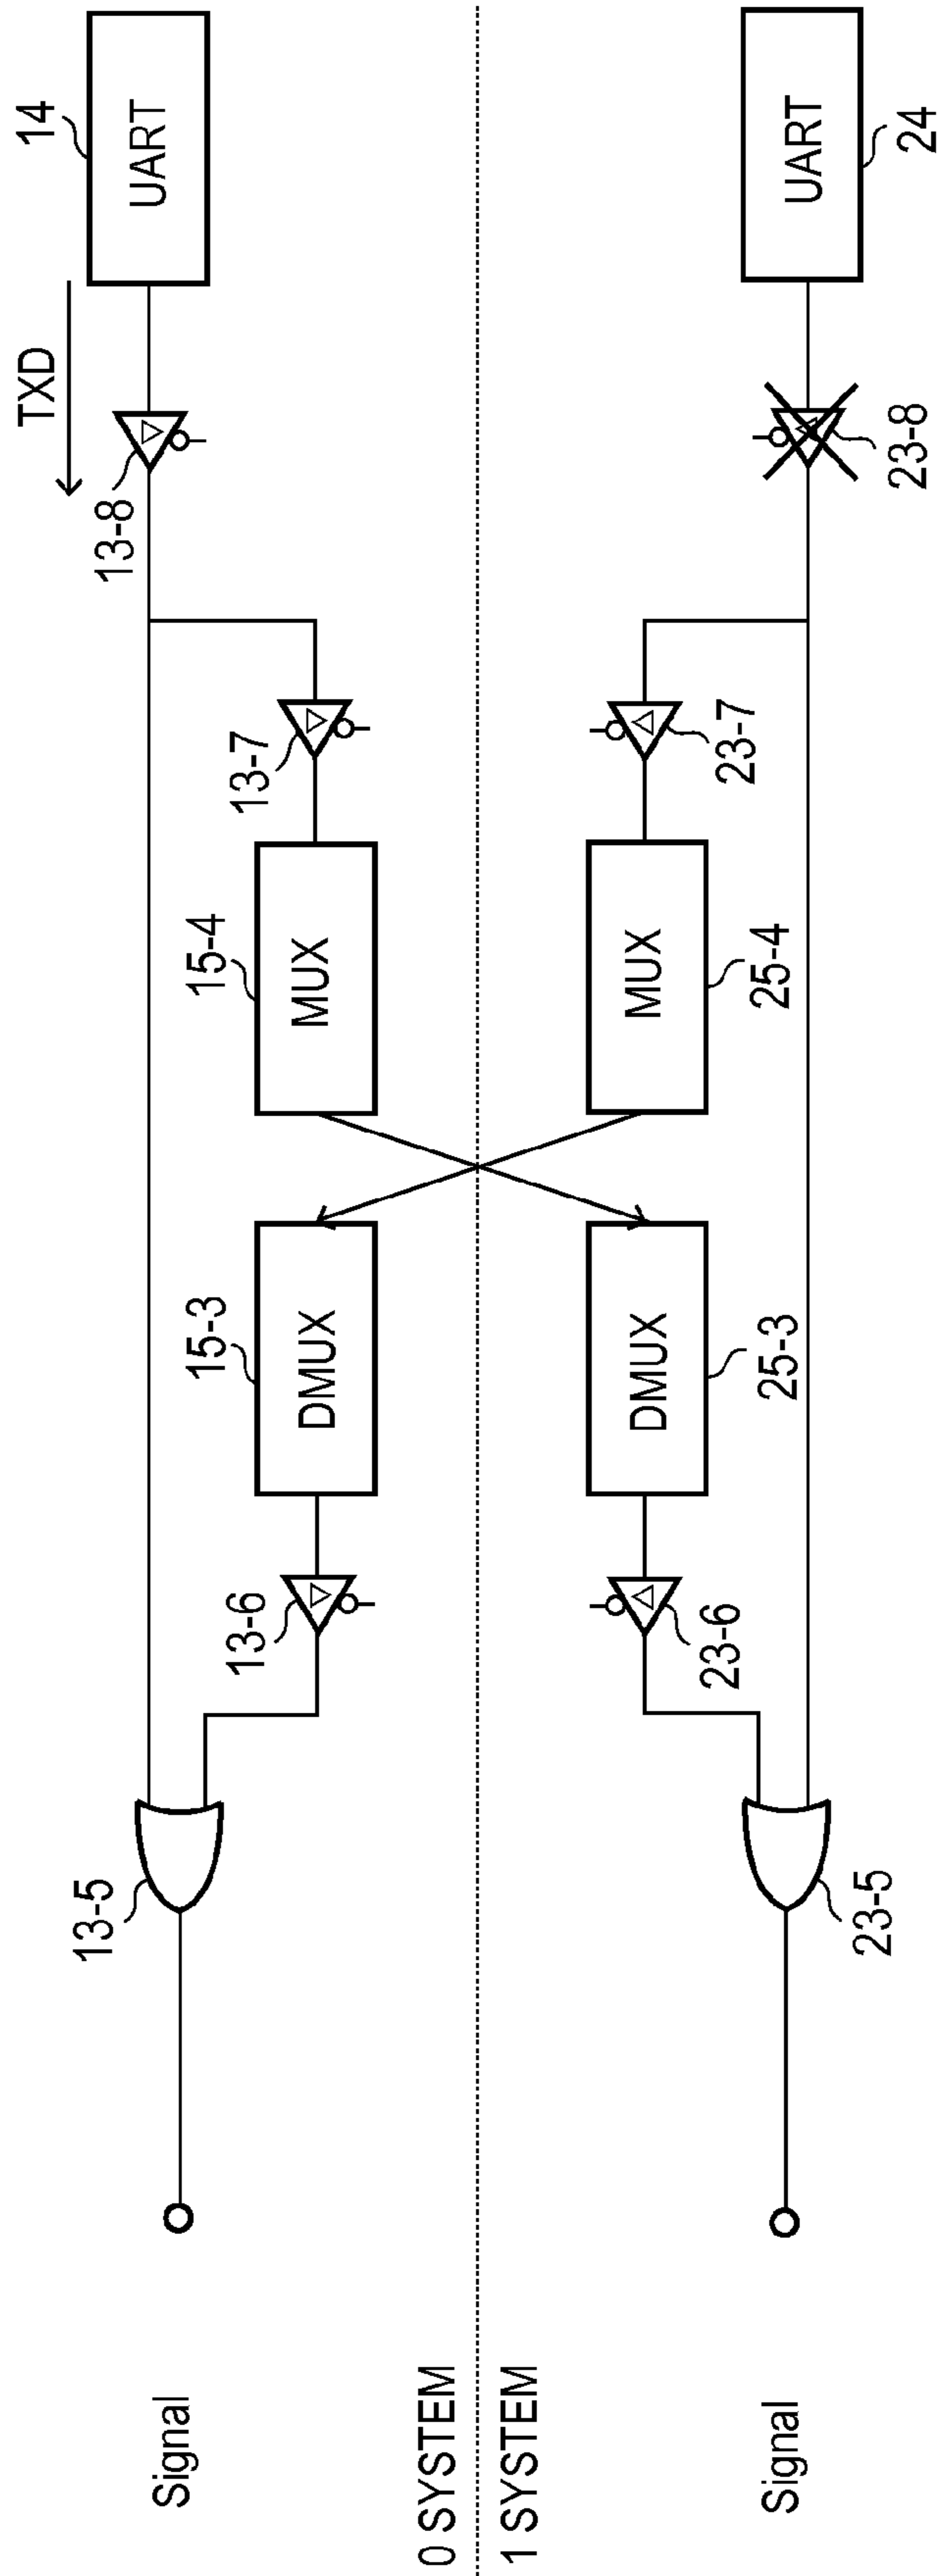 14
UART
TXD
13-8
13-7
15-4
MUX
15-3
DMUX
13-6
13-5
Signal
0 SYSTEM
1 SYSTEM
UART
24
23-8
23-7
MUX
25-4
DMUX
25-3
23-6
23-5
Signal